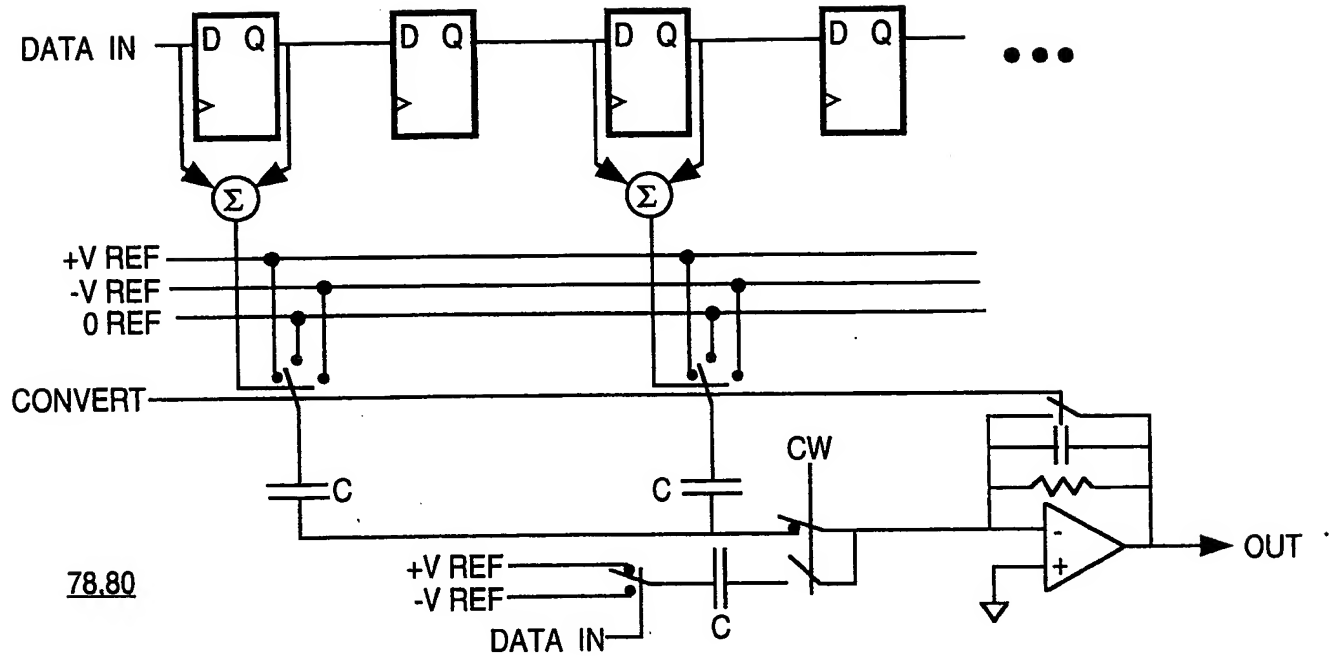 D Q
D Q
D Q
D Q
DATA IN
Σ
Σ
+V REF
-V REF
0 REF
CONVERT
CW
C
C
-
+
OUT
+V REF
-V REF
C
78,80
DATA IN